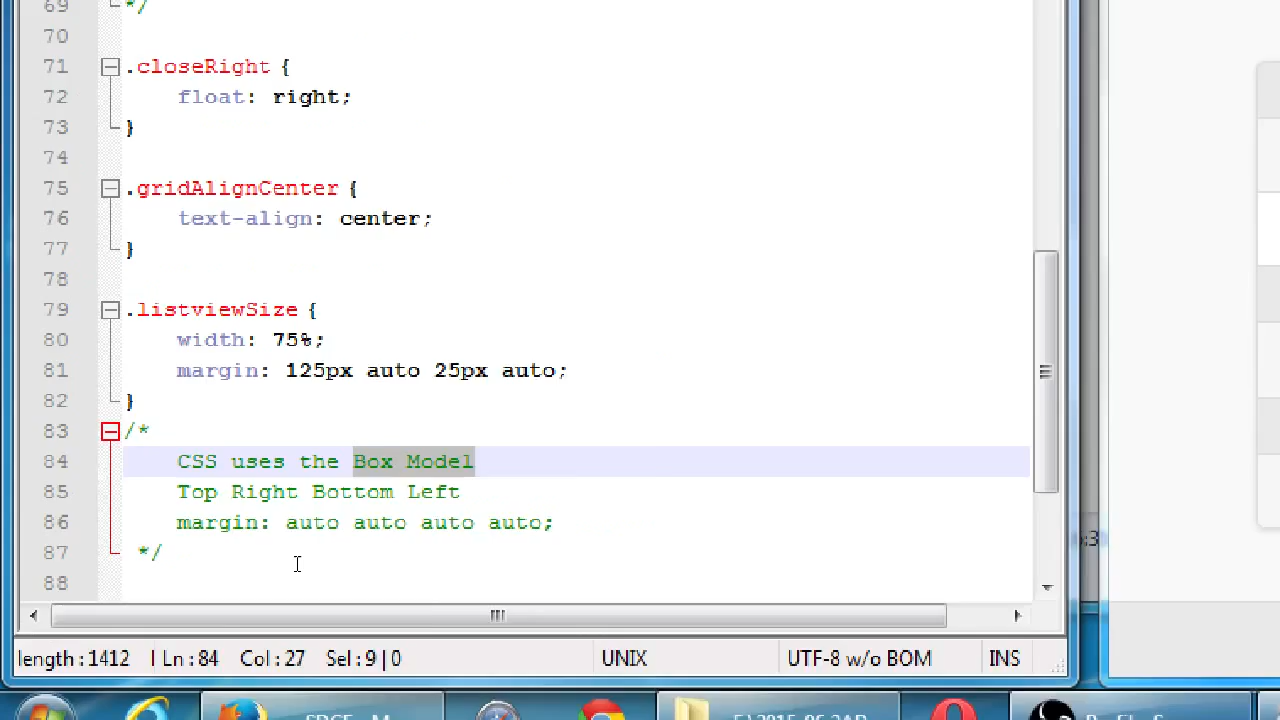 69 */
70
71 .closeRight {
72 float: right;
73 }
74
75 .gridAlignCenter {
76 text-align: center;
77 }
78
79 .listviewSize {
80 width: 75%;
81 margin: 125px auto 25px auto;
82 }
83 /*
84 CSS uses the Box Model
85 Top Right Bottom Left
86 margin: auto auto auto auto;
87 */
88
length:1412 Ln:84 Col:27 Sel:9|0 UNIX UTF-8 w/o BOM INS